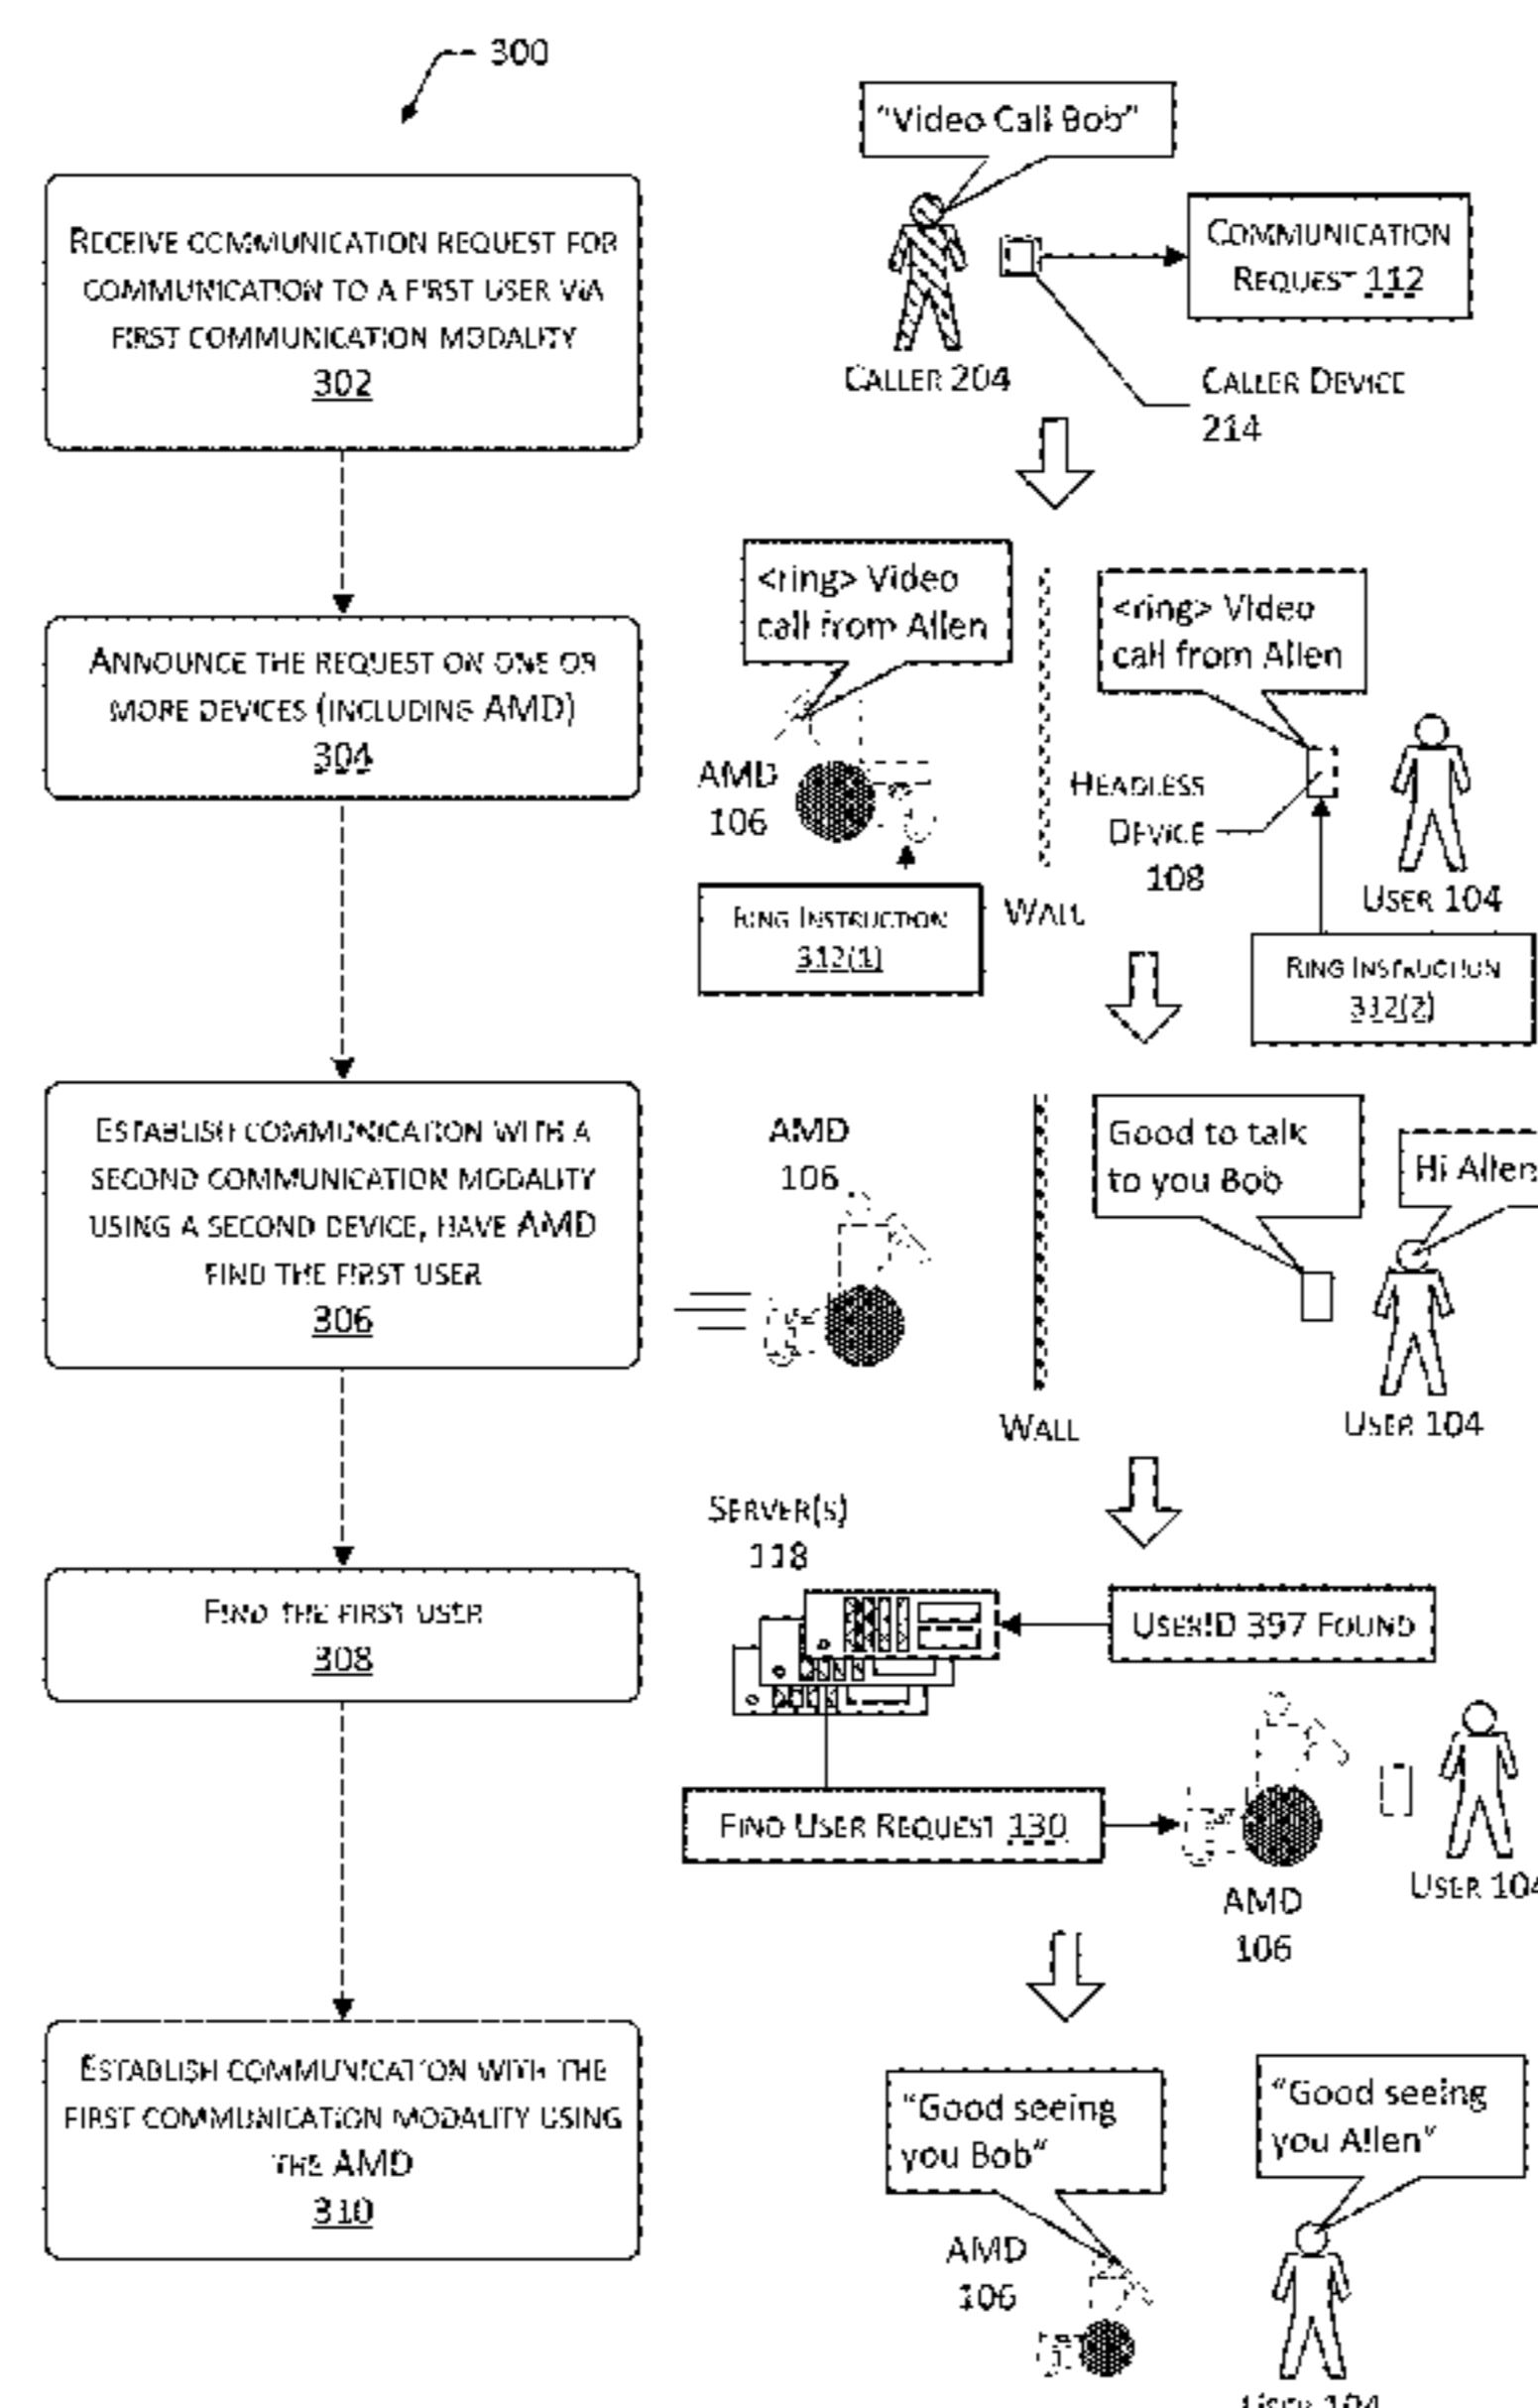 300
"Video Call Bob"
RECEIVE COMMUNICATION REQUEST FOR
COMMUNICATION TO A FIRST USER VIA
FIRST COMMUNICATION MODALITY
302
COMMUNICATION
REQUEST 112
CALLER 204
CALLER DEVICE
214
ANNOUNCE THE REQUEST ON ONE OR
MORE DEVICES (INCLUDING AMD)
304
<ring> Video
call from Allen
<ring> Video
call from Allen
AMD
106
HEADLESS
DEVICE
108
USER 104
WALL
RING INSTRUCTION
312(1)
RING INSTRUCTION
312(2)
ESTABLISH COMMUNICATION WITH A
SECOND COMMUNICATION MODALITY
USING A SECOND DEVICE, HAVE AMD
FIND THE FIRST USER
306
AMD
106
Good to talk
to you Bob
Hi Allen
WALL
USER 104
FIND THE FIRST USER
308
SERVER(S)
118
USERID 397 FOUND
FIND USER REQUEST 130
AMD
106
USER 104
ESTABLISH COMMUNICATION WITH THE
FIRST COMMUNICATION MODALITY USING
THE AMD
310
"Good seeing
you Bob"
"Good seeing
you Allen"
AMD
106
USER 104